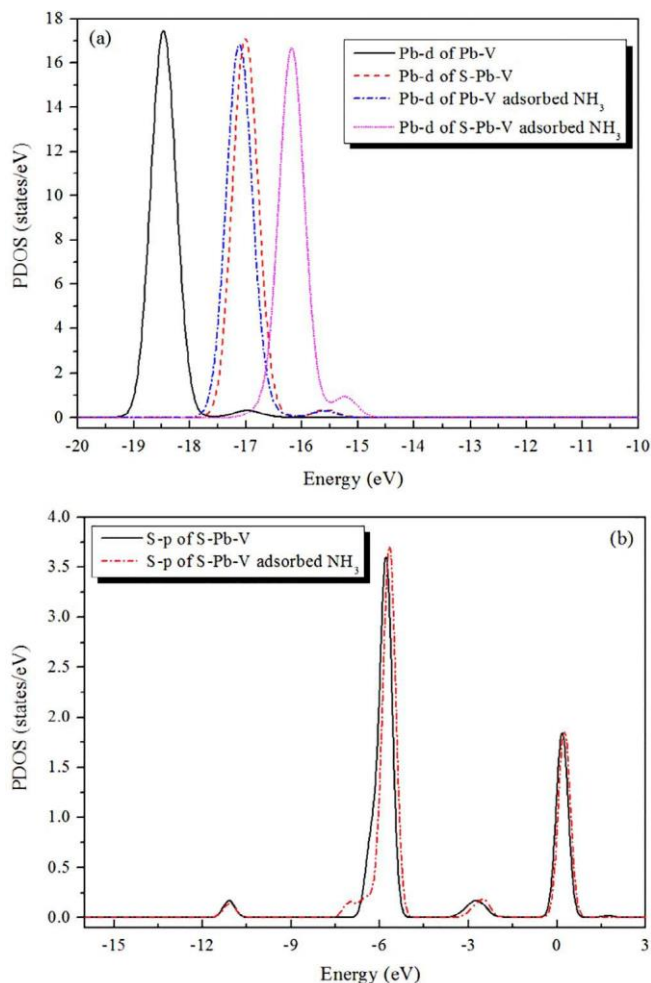 (a)
Pb-d of Pb-V
Pb-d of S-Pb-V
Pb-d of Pb-V adsorbed NH₃
Pb-d of S-Pb-V adsorbed NH₃
PDOS (states/eV)
18
16
14
12
10
8
6
4
2
0
-20 -19 -18 -17 -16 -15 -14 -13 -12 -11 -10
Energy (eV)
(b)
S-p of S-Pb-V
S-p of S-Pb-V adsorbed NH₃
PDOS (states/eV)
4.0
3.5
3.0
2.5
2.0
1.5
1.0
0.5
0.0
-15 -12 -9 -6 -3 0 3
Energy (eV)